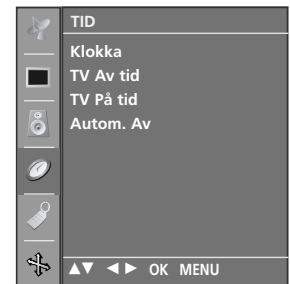 TID
Klokka
TV Av tid
TV På tid
Autom. Av
▲▼ ◄► OK MENU